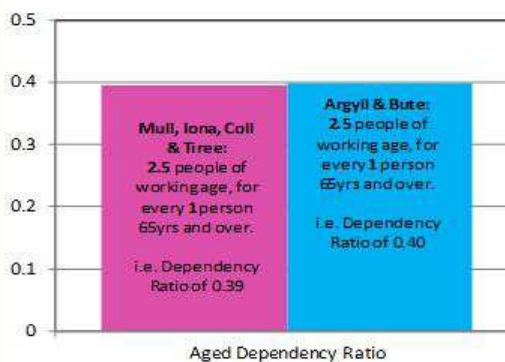 0.5
0.4
0.3
0.2
0.1
0
Mull, Iona, Coll
& Tiree:
2.5 people of
working age, for
every 1 person
65yrs and over.
i.e. Dependency
Ratio of 0.39
Argyll & Bute:
2.5 people of
working age, for
every 1 person
65yrs and over.
i.e. Dependency
Ratio of 0.40
Aged Dependency Ratio